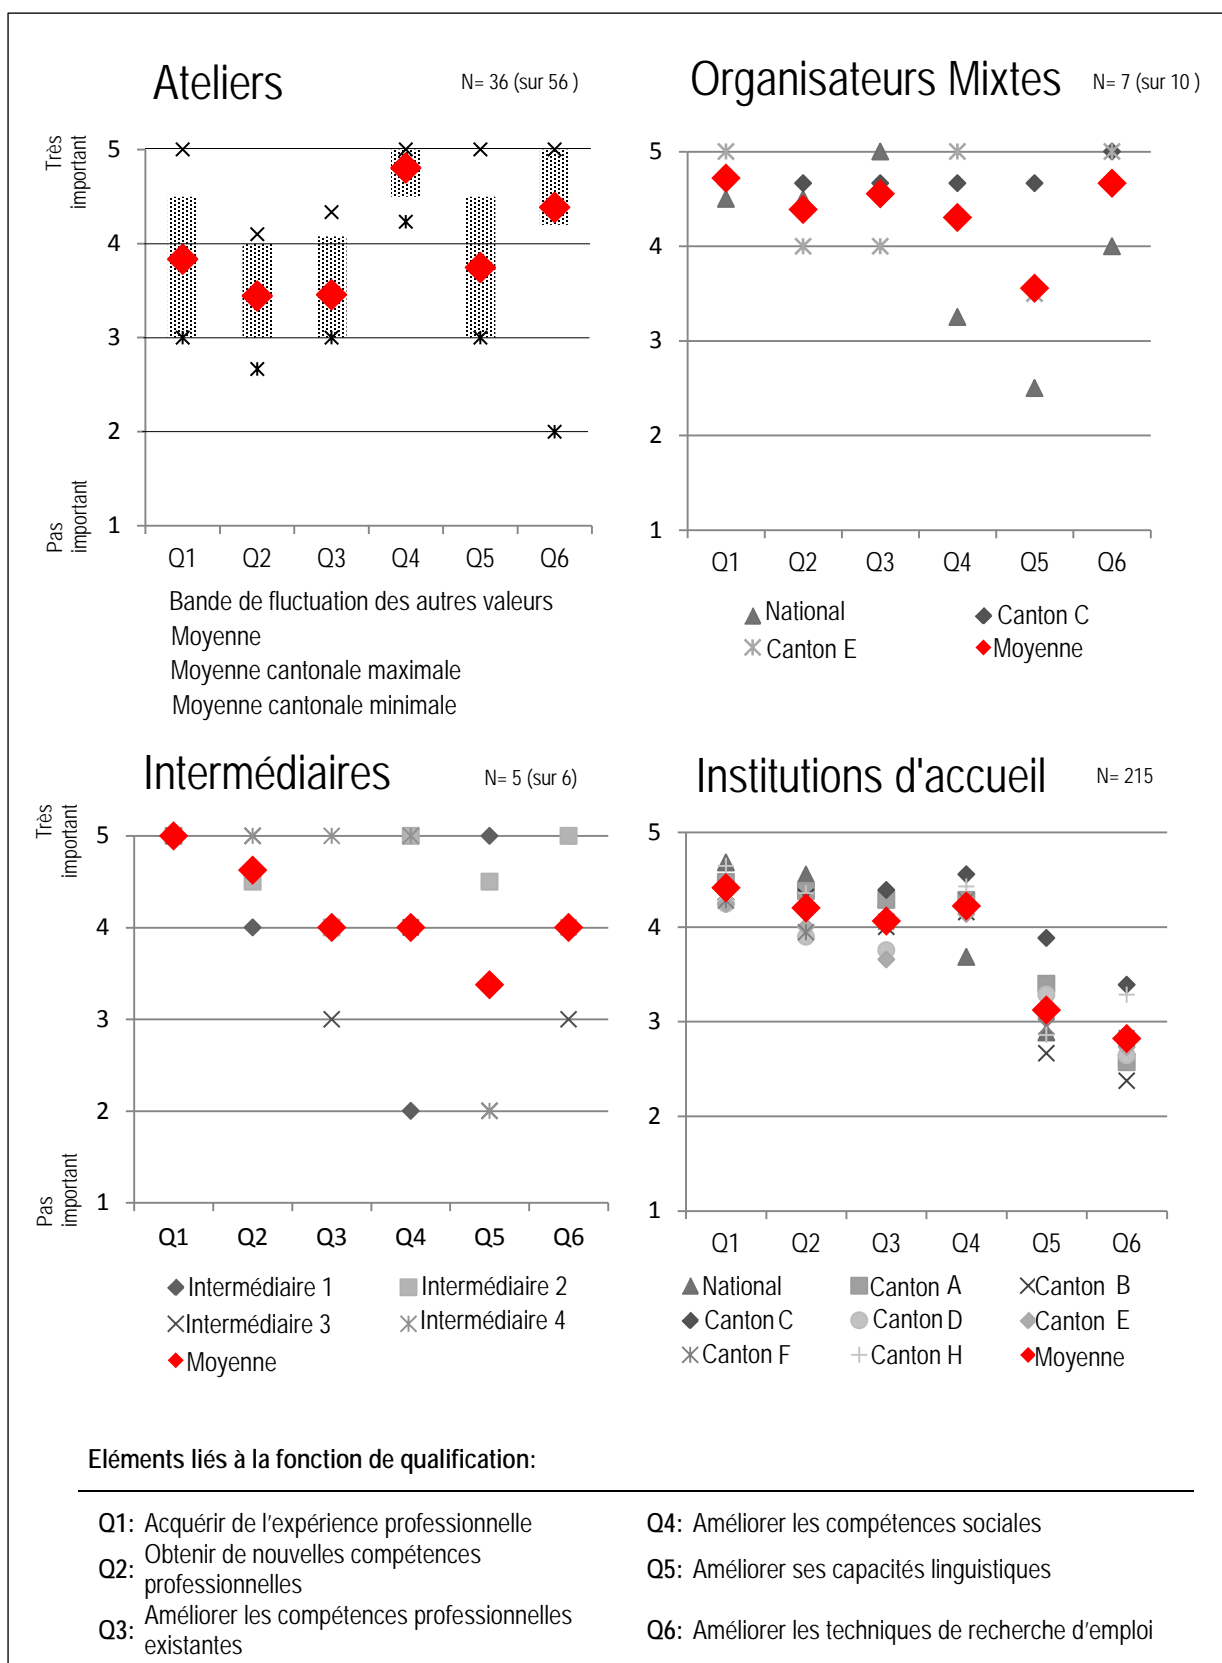 Ateliers
N= 36 (sur 56 )
Très
important
5
4
3
2
1
Pas
important
Q1 Q2 Q3 Q4 Q5 Q6
Bande de fluctuation des autres valeurs
Moyenne
Moyenne cantonale maximale
Moyenne cantonale minimale
Organisateurs Mixtes
N= 7 (sur 10 )
5
4
3
2
1
Q1 Q2 Q3 Q4 Q5 Q6
National
Canton C
Canton E
Moyenne
Intermédiaires
N= 5 (sur 6)
Très
important
5
4
3
2
1
Pas
important
Q1 Q2 Q3 Q4 Q5 Q6
Intermédiaire 1
Intermédiaire 2
Intermédiaire 3
Intermédiaire 4
Moyenne
Institutions d'accueil
N= 215
5
4
3
2
1
Q1 Q2 Q3 Q4 Q5 Q6
National
Canton A
Canton B
Canton C
Canton D
Canton E
Canton F
Canton H
Moyenne
Eléments liés à la fonction de qualification:
Q1: Acquérir de l'expérience professionnelle
Q2: Obtenir de nouvelles compétences
professionnelles
Q3: Améliorer les compétences professionnelles
existantes
Q4: Améliorer les compétences sociales
Q5: Améliorer ses capacités linguistiques
Q6: Améliorer les techniques de recherche d'emploi